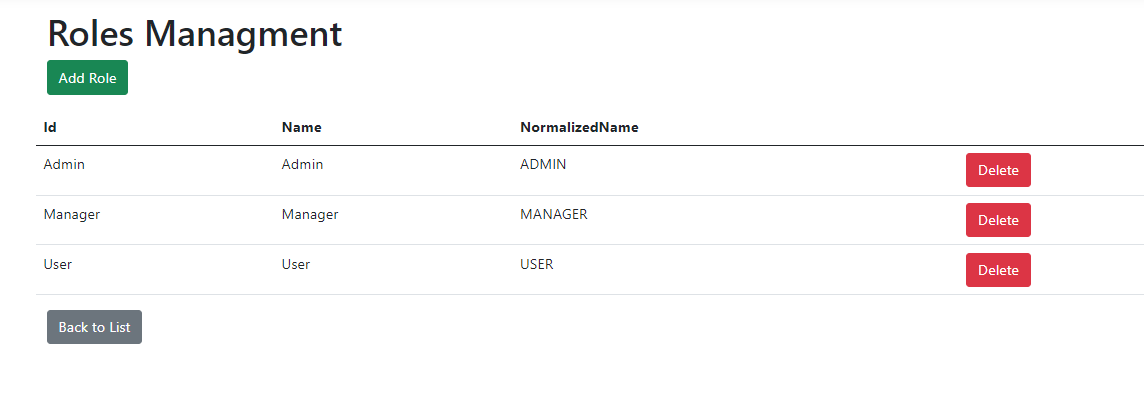 Roles Managment
Add Role
Id Name NormalizedName
Admin Admin ADMIN Delete
Manager Manager MANAGER Delete
User User USER Delete
Back to List